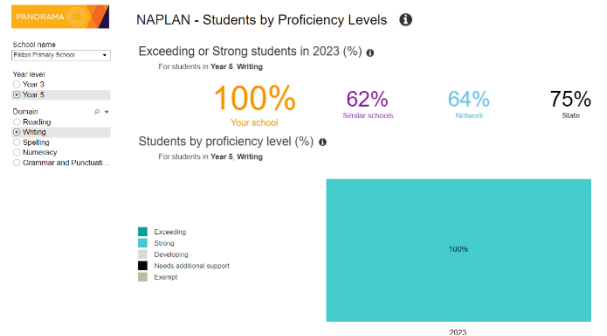 PANORAMA
NAPLAN - Students by Proficiency Levels
School name
Eildon Primary School
Year level
Year 3
Year 5
Domain
Reading
Writing
Spelling
Numeracy
Grammar and Punctuati...
Exceeding or Strong students in 2023 (%)
For students in Year 5, Writing
100%
Your school
62%
Similar schools
64%
Network
75%
State
Students by proficiency level (%)
For students in Year 5, Writing
Exceeding
Strong
Developing
Needs additional support
Exempt
100%
2023